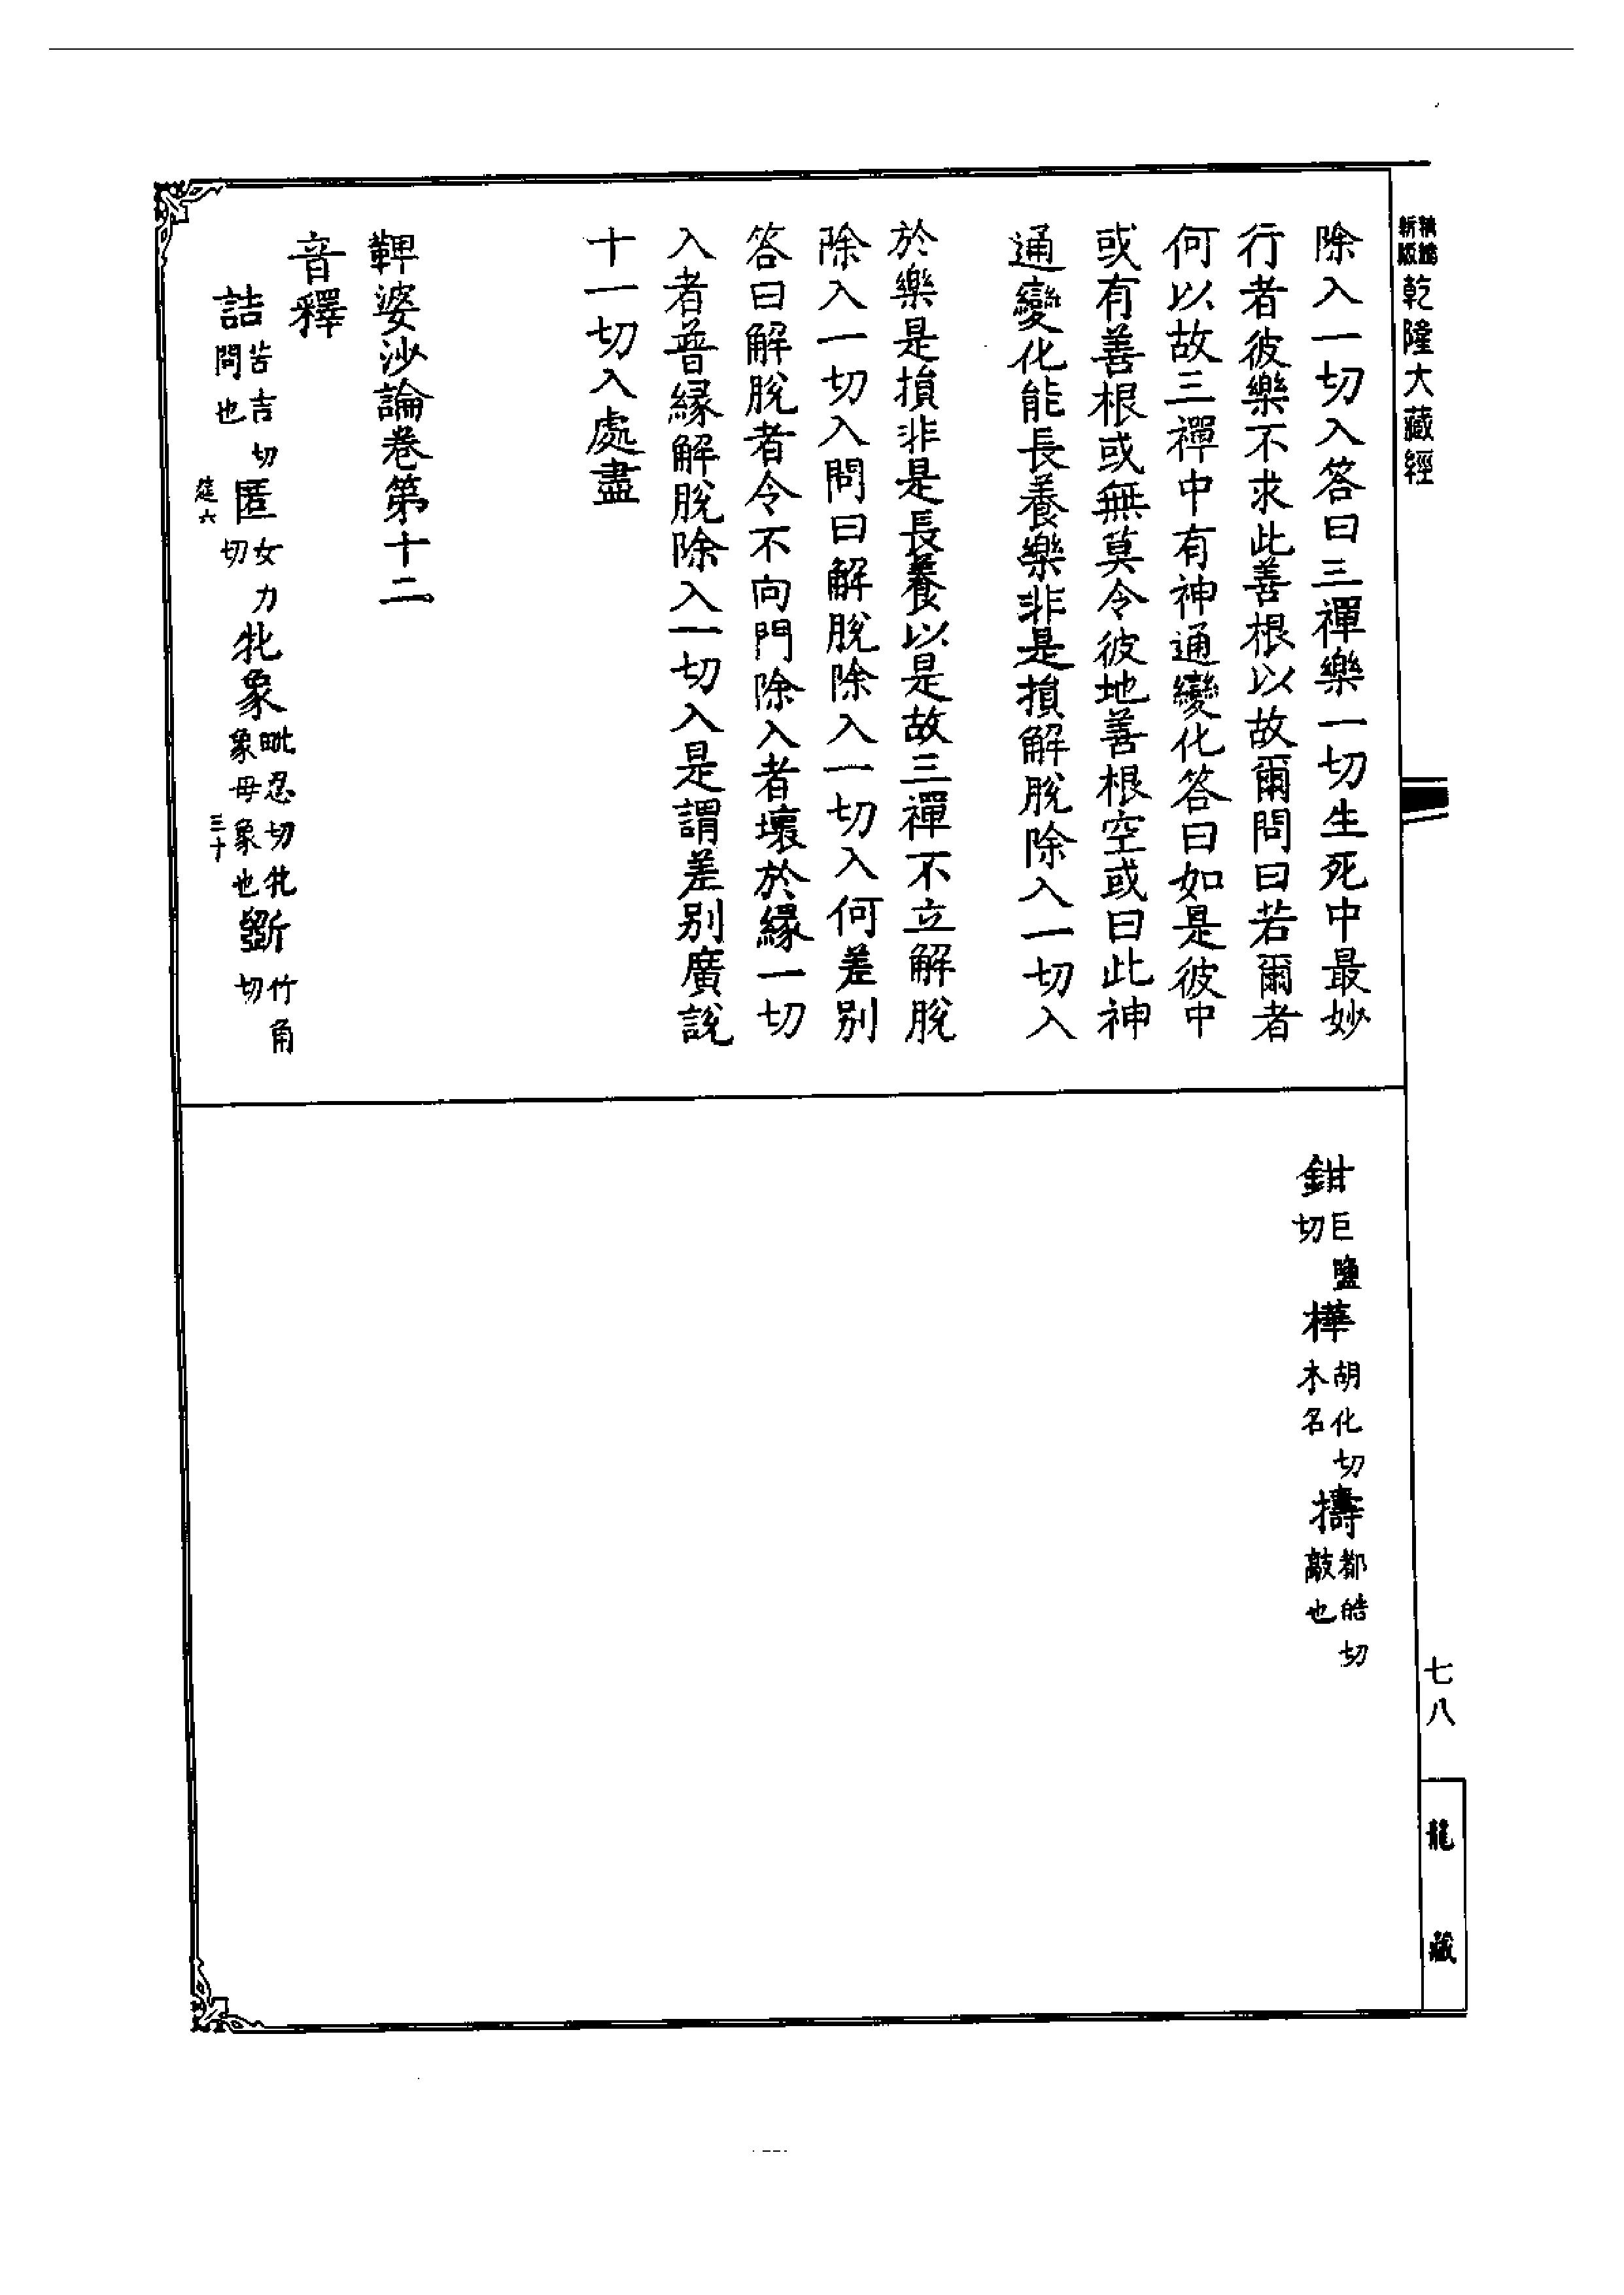 新版
乾隆大藏經
除入一切入答曰三禪樂一切生死中最妙
行者彼樂不求此善根以故爾問曰若爾者
何以故三禪中有神通變化答曰如是彼中
或有善根或無莫令彼地善根空或曰此神
通變化能長養樂非是損解脫除入一切入
於樂是損非是長養以是故三禪不立解脫
除入一切入問曰解脫除入一切入何差別
答曰解脫者令不向門除入者壞於緣一切
入者普緣解脫除入一切入是謂差別廣說
十一切入處盡
鞞婆沙論卷第十二
音釋
詰苦吉切問也匿女力切牝象毗忍切牝象母象也斵竹角切
筵六
三十
鉗巨鹽切樺胡化切木名擣都皓切敲也
七八
龍藏